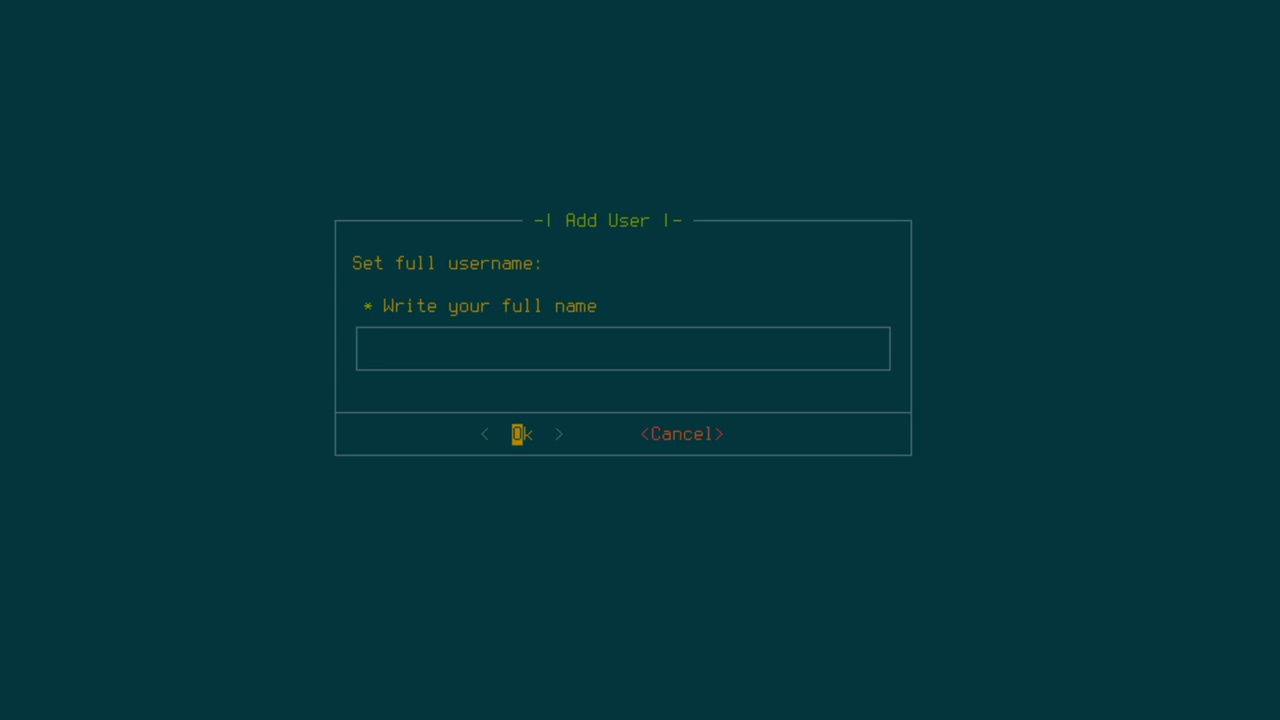 -| Add User |-
Set full username:
* Write your full name
<  Ok  > <Cancel>